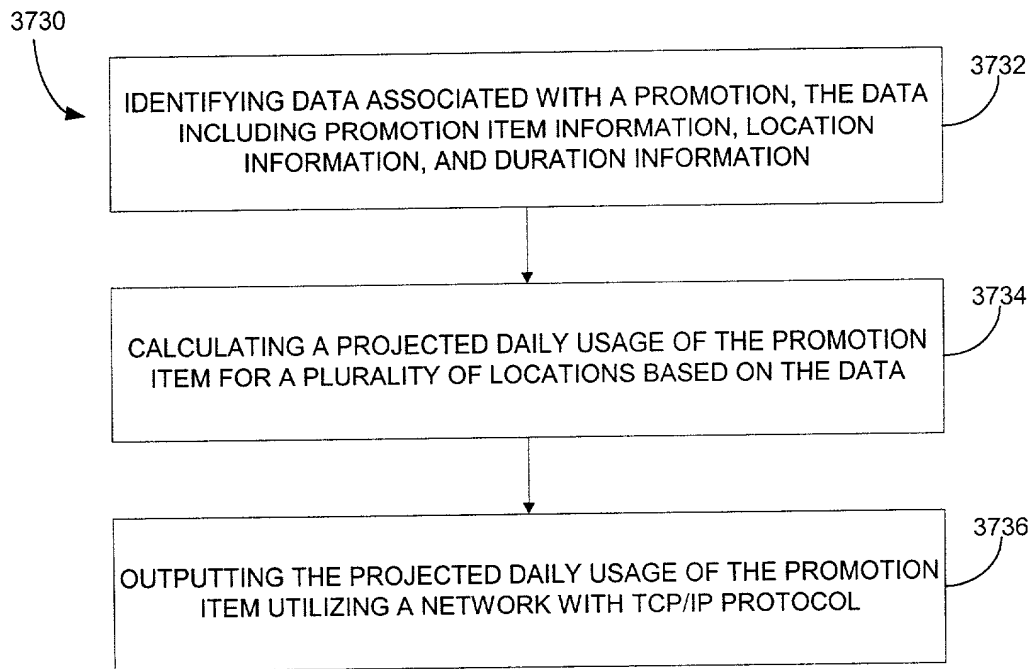 3730
3732
IDENTIFYING DATA ASSOCIATED WITH A PROMOTION, THE DATA
INCLUDING PROMOTION ITEM INFORMATION, LOCATION
INFORMATION, AND DURATION INFORMATION
3734
CALCULATING A PROJECTED DAILY USAGE OF THE PROMOTION
ITEM FOR A PLURALITY OF LOCATIONS BASED ON THE DATA
3736
OUTPUTTING THE PROJECTED DAILY USAGE OF THE PROMOTION
ITEM UTILIZING A NETWORK WITH TCP/IP PROTOCOL